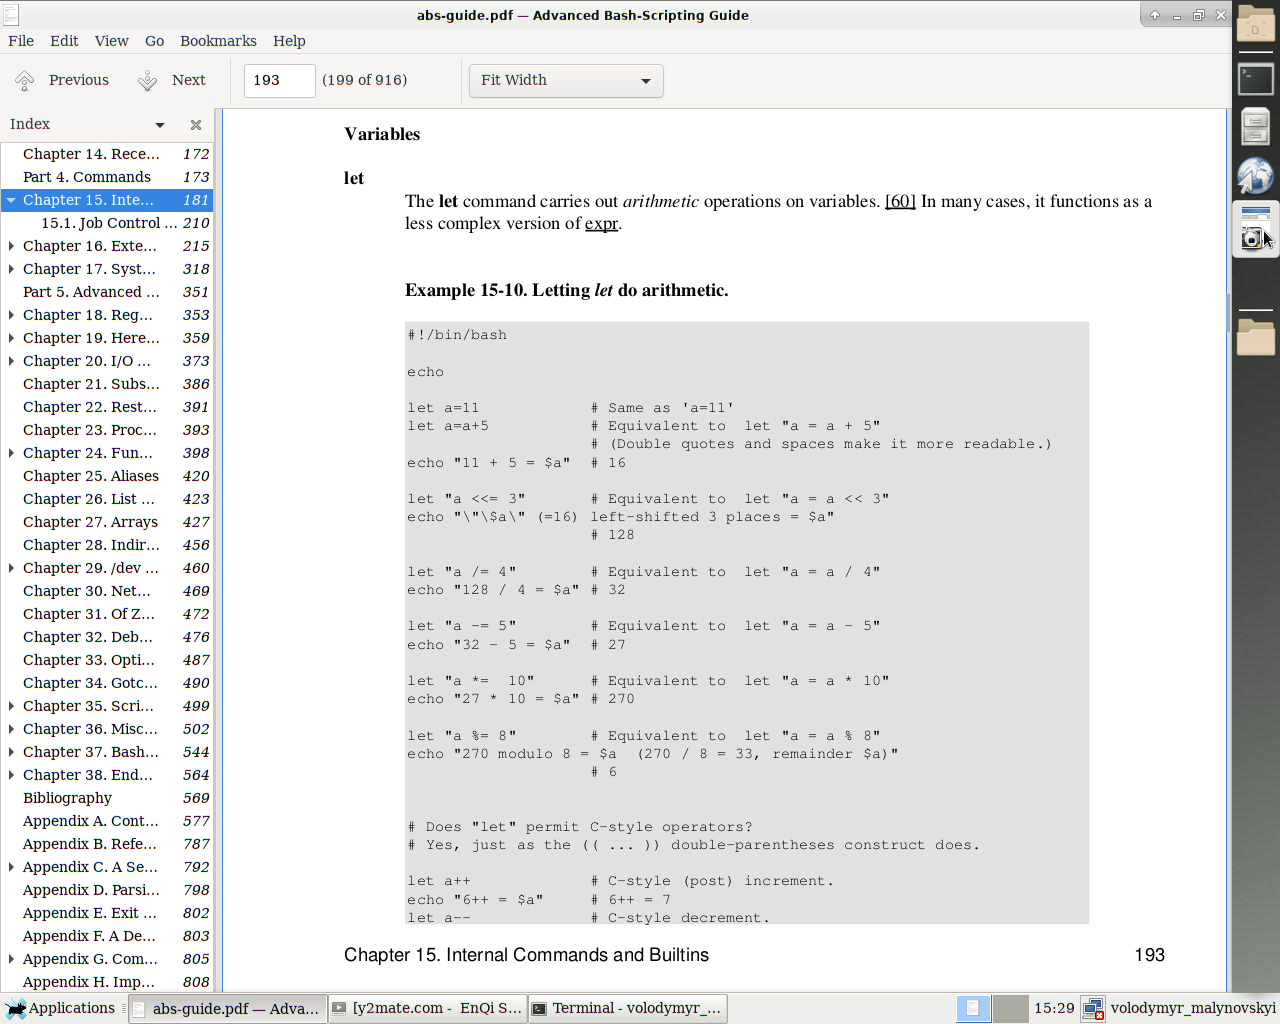 abs-guide.pdf — Advanced Bash-Scripting Guide
File Edit View Go Bookmarks Help
Previous Next 193 (199 of 916) Fit Width
Index
Chapter 14. Rece... 172
Part 4. Commands 173
Chapter 15. Inte... 181
15.1. Job Control ... 210
Chapter 16. Exte... 215
Chapter 17. Syst... 318
Part 5. Advanced ... 351
Chapter 18. Reg... 353
Chapter 19. Here... 359
Chapter 20. I/O ... 373
Chapter 21. Subs... 386
Chapter 22. Rest... 391
Chapter 23. Proc... 393
Chapter 24. Fun... 398
Chapter 25. Aliases 420
Chapter 26. List ... 423
Chapter 27. Arrays 427
Chapter 28. Indir... 456
Chapter 29. /dev ... 460
Chapter 30. Net... 469
Chapter 31. Of Z... 472
Chapter 32. Deb... 476
Chapter 33. Opti... 487
Chapter 34. Gotc... 490
Chapter 35. Scri... 499
Chapter 36. Misc... 502
Chapter 37. Bash... 544
Chapter 38. End... 564
Bibliography 569
Appendix A. Cont... 577
Appendix B. Refe... 787
Appendix C. A Se... 792
Appendix D. Parsi... 798
Appendix E. Exit ... 802
Appendix F. A De... 803
Appendix G. Com... 805
Appendix H. Imp... 808
Variables
let
The let command carries out arithmetic operations on variables. [60] In many cases, it functions as a
less complex version of expr.
Example 15-10. Letting let do arithmetic.
#!/bin/bash
echo
let a=11 # Same as 'a=11'
let a=a+5 # Equivalent to let "a = a + 5"
# (Double quotes and spaces make it more readable.)
echo "11 + 5 = $a" # 16
let "a <<= 3" # Equivalent to let "a = a << 3"
echo "\"\$a\" (=16) left-shifted 3 places = $a"
# 128
let "a /= 4" # Equivalent to let "a = a / 4"
echo "128 / 4 = $a" # 32
let "a -= 5" # Equivalent to let "a = a - 5"
echo "32 - 5 = $a" # 27
let "a *= 10" # Equivalent to let "a = a * 10"
echo "27 * 10 = $a" # 270
let "a %= 8" # Equivalent to let "a = a % 8"
echo "270 modulo 8 = $a (270 / 8 = 33, remainder $a)"
# 6
# Does "let" permit C-style operators?
# Yes, just as the (( ... )) double-parentheses construct does.
let a++ # C-style (post) increment.
echo "6++ = $a" # 6++ = 7
let a-- # C-style decrement.
Chapter 15. Internal Commands and Builtins 193
Applications abs-guide.pdf — Adva... [y2mate.com - EnQi S... Terminal - volodymyr_... 15:29 volodymyr_malynovskyi